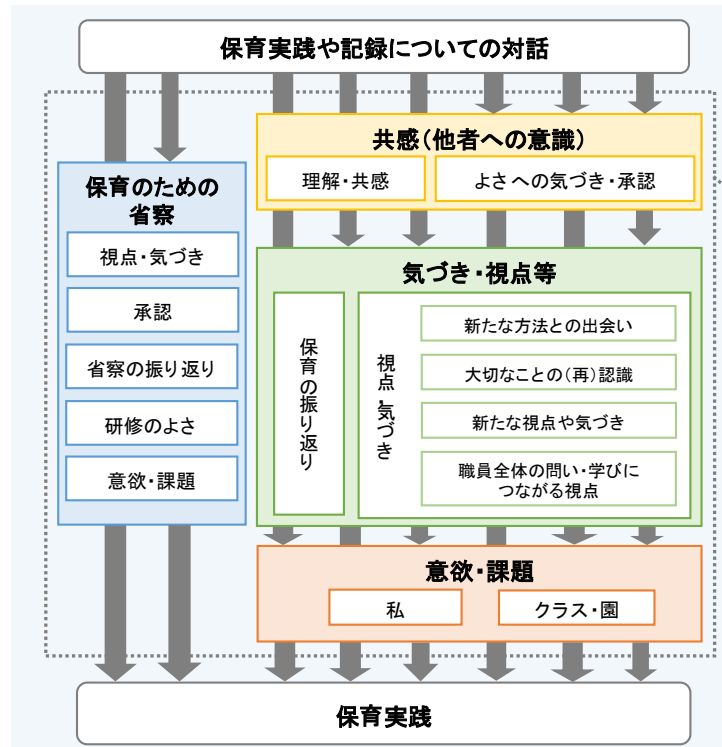 保育実践や記録についての対話
共感(他者への意識)
理解・共感
よさへの気づき・承認
保育のための
省察
視点・気づき
承認
省察の振り返り
研修のよさ
意欲・課題
気づき・視点等
保育の振り返り
視点・気づき
新たな方法との出会い
大切なことの(再)認識
新たな視点や気づき
職員全体の問い・学びに
つながる視点
意欲・課題
私
クラス・園
保育実践